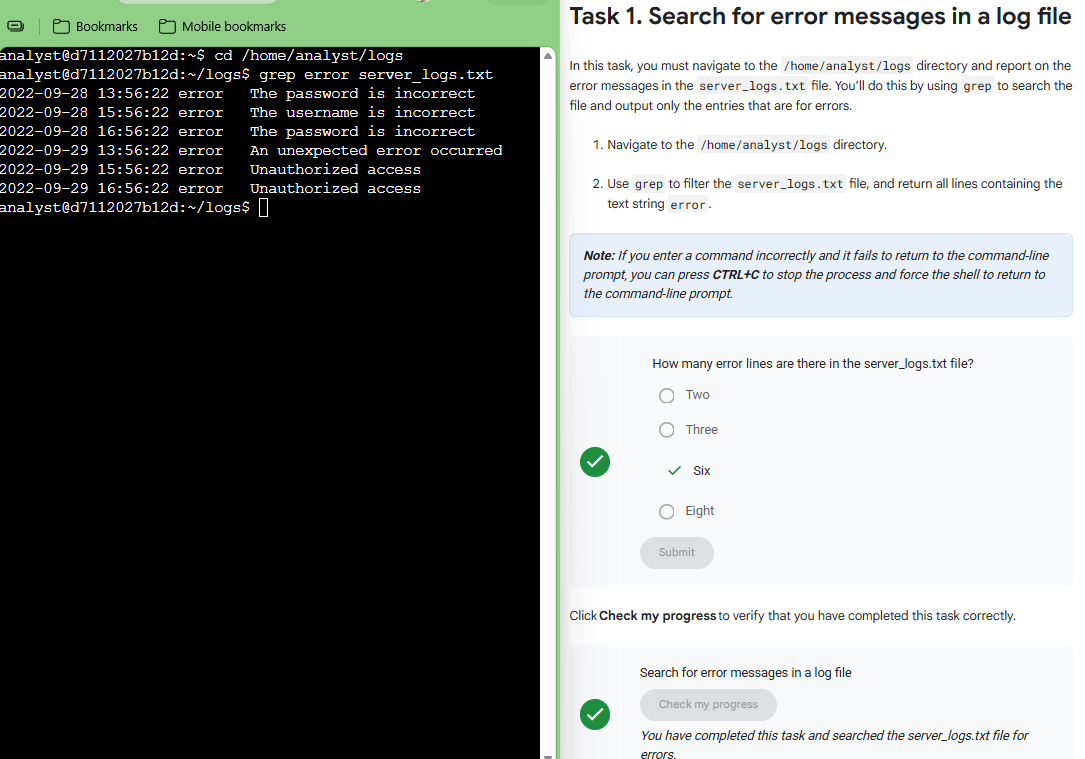 Bookmarks
Mobile bookmarks
analyst@d7112027b12d:~$ cd /home/analyst/logs
analyst@d7112027b12d:~/logs$ grep error server_logs.txt
2022-09-28 13:56:22 error   The password is incorrect
2022-09-28 15:56:22 error   The username is incorrect
2022-09-28 16:56:22 error   The password is incorrect
2022-09-29 13:56:22 error   An unexpected error occurred
2022-09-29 15:56:22 error   Unauthorized access
2022-09-29 16:56:22 error   Unauthorized access
analyst@d7112027b12d:~/logs$
Task 1. Search for error messages in a log file
In this task, you must navigate to the /home/analyst/logs directory and report on the
error messages in the server_logs.txt file. You'll do this by using grep to search the
file and output only the entries that are for errors.
1. Navigate to the /home/analyst/logs directory.
2. Use grep to filter the server_logs.txt file, and return all lines containing the
text string error.
Note: If you enter a command incorrectly and it fails to return to the command-line
prompt, you can press CTRL+C to stop the process and force the shell to return to
the command-line prompt.
How many error lines are there in the server_logs.txt file?
Two
Three
Six
Eight
Submit
Click Check my progress to verify that you have completed this task correctly.
Search for error messages in a log file
Check my progress
You have completed this task and searched the server_logs.txt file for
errors.